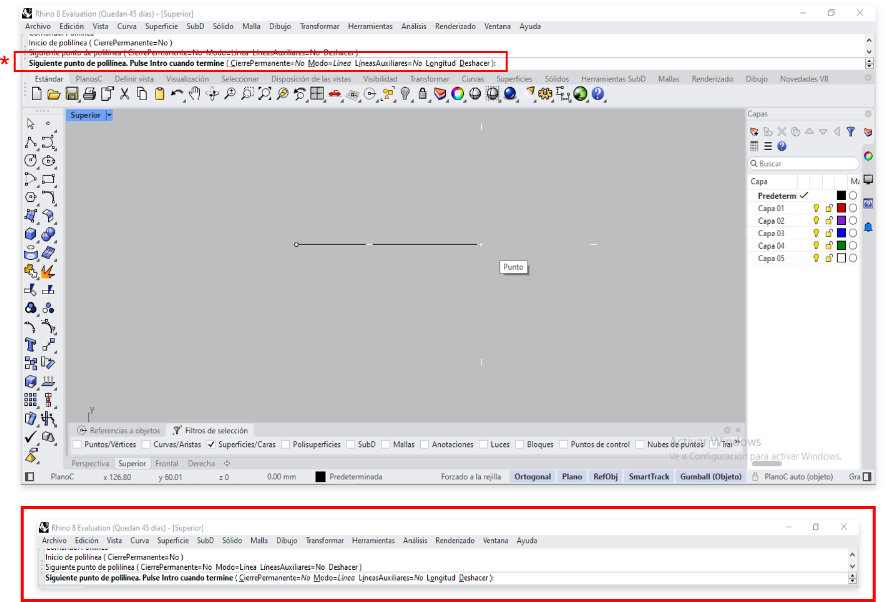 Rhino 8 Evaluation (Quedan 45 días) - [Superior]
Archivo Edición Vista Curva Superficie SubD Sólido Malla Dibujo Transformar Herramientas Análisis Renderizado Ventana Ayuda
Inicio de polilínea ( CierrePermanente=No )
Siguiente punto de polilínea ( CierrePermanente=No Modo=Línea LíneasAuxiliares=No Deshacer )
* Siguiente punto de polilínea. Pulse Intro cuando termine ( CierrePermanente=No Modo=Línea LíneasAuxiliares=No Longitud Deshacer ):
Estándar PlanosC Definir vista Visualización Seleccionar Disposición de las vistas Visibilidad Transformar Curvas Superficies Sólidos Herramientas SubD Mallas Renderizado Dibujo Novedades V8
Superior
Capas
Buscar
Capa Ma
Predeterm
Capa 01
Capa 02
Capa 03
Capa 04
Capa 05
Punto
y
Referencias a objetos Filtros de selección
Puntos/Vértices Curvas/Aristas Superficies/Caras Polisuperficies SubD Mallas Anotaciones Luces Bloques Puntos de control Nubes de puntos
Activar Windows
Ve a Configuración para activar Windows.
Perspectiva Superior Frontal Derecha
PlanoC x 126.80 y 60.01 z 0 0.00 mm Predeterminada Forzado a la rejilla Ortogonal Plano RefObj SmartTrack Gumball (Objeto) PlanoC auto (objeto) Gra
Rhino 8 Evaluation (Quedan 45 días) - [Superior]
Archivo Edición Vista Curva Superficie SubD Sólido Malla Dibujo Transformar Herramientas Análisis Renderizado Ventana Ayuda
Inicio de polilínea ( CierrePermanente=No )
Siguiente punto de polilínea ( CierrePermanente=No Modo=Línea LíneasAuxiliares=No Deshacer )
Siguiente punto de polilínea. Pulse Intro cuando termine ( CierrePermanente=No Modo=Línea LíneasAuxiliares=No Longitud Deshacer ):